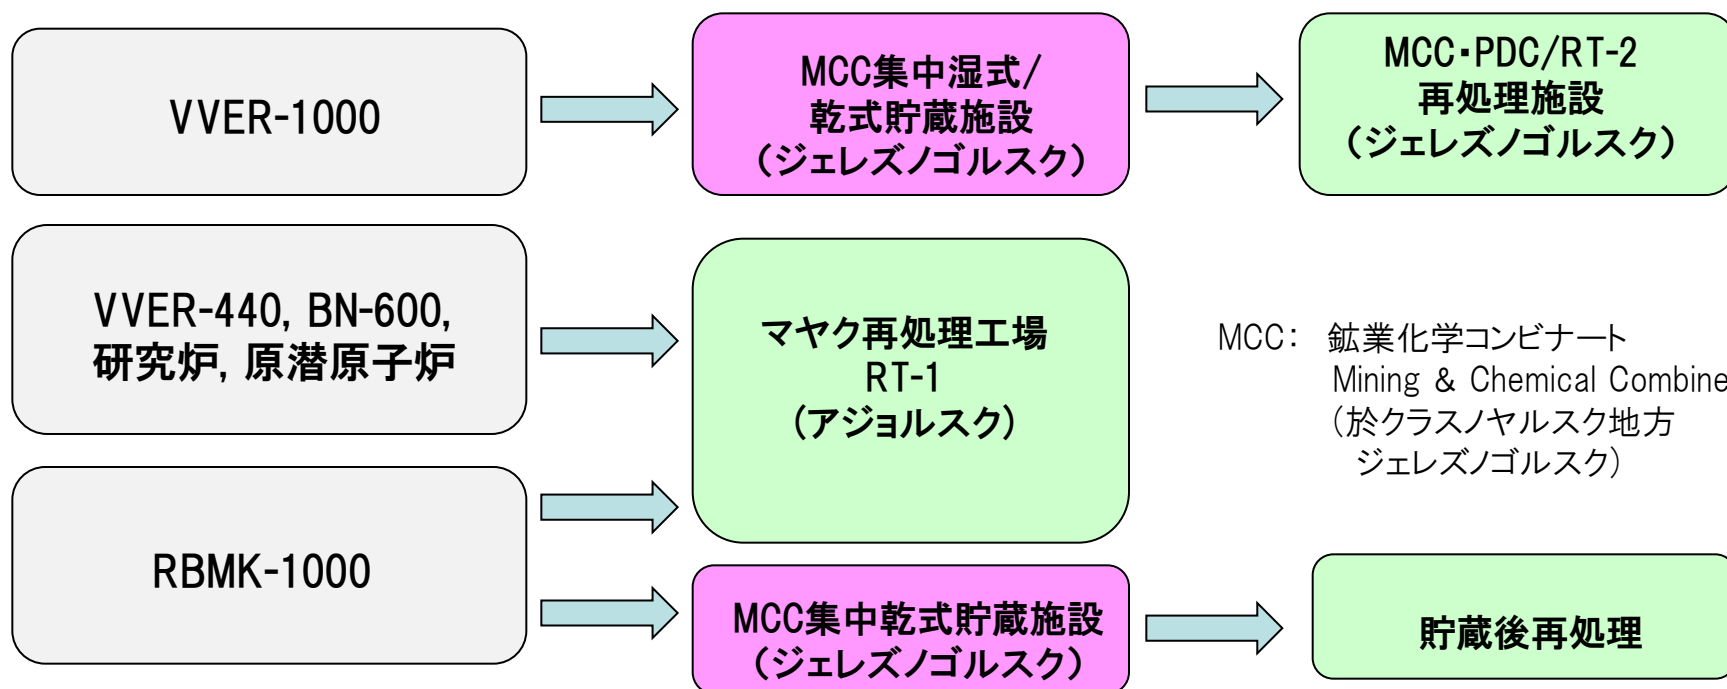 VVER-1000
MCC集中湿式/
乾式貯蔵施設
(ジェレズノゴルスク)
MCC・PDC/RT-2
再処理施設
(ジェレズノゴルスク)
VVER-440, BN-600,
研究炉, 原潜原子炉
マヤク再処理工場
RT-1
(アジョルスク)
MCC: 鉱業化学コンビナート
Mining & Chemical Combine
(於クラスノヤルスク地方
ジェレズノゴルスク)
RBMK-1000
MCC集中乾式貯蔵施設
(ジェレズノゴルスク)
貯蔵後再処理